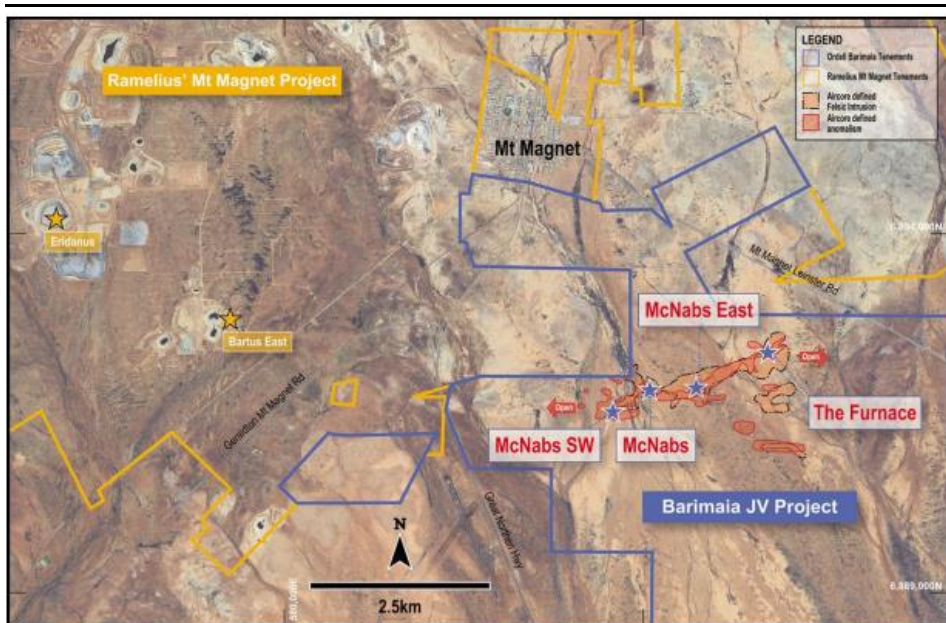 LEGEND
Barimaia Tenements
Ramelius Mt Magnet Tenements
Aircore defined
Felsic Intrusion
Aircore defined
anomalism
Ramelius' Mt Magnet Project
Mt Magnet
Eridanus
Mt Magnet Leinster Rd
McNabs East
Bartus East
Open
Geraldton Mt Magnet Rd
Open
The Furnace
McNabs SW
McNabs
Great Northern Hwy
Barimaia JV Project
N
2.5km
6,889,000N